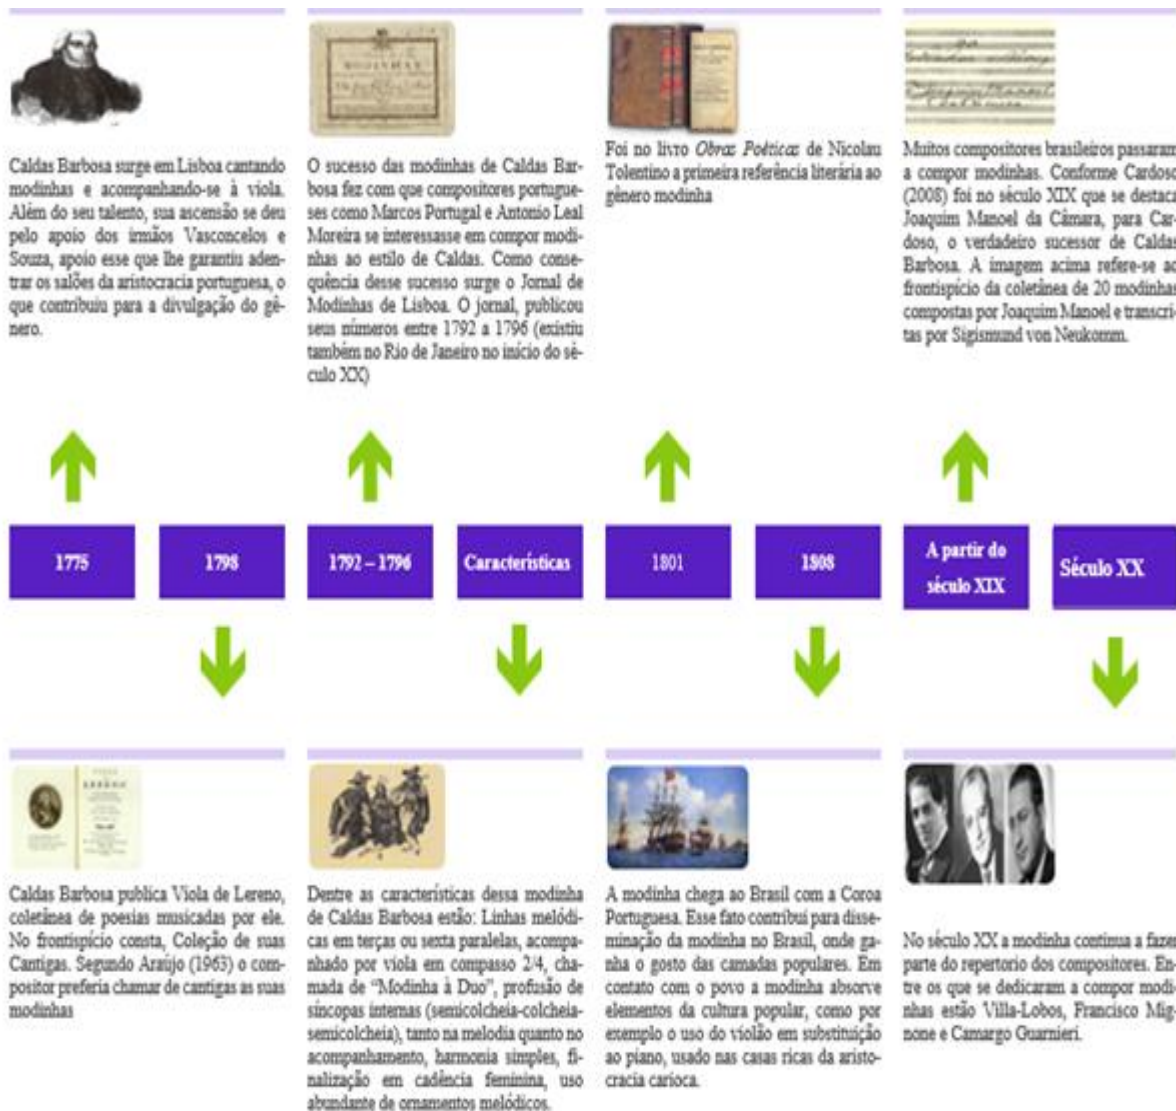 Caldas Barbosa surge em Lisboa cantando
modinhas e acompanhando-se à viola.
Além do seu talento, sua ascensão se deu
pelo apoio dos irmãos Vasconcelos e
Souza, apoio esse que lhe garantiu aden-
trar os salões da aristocracia portuguesa, o
que contribuiu para a divulgação do gê-
nero.
O sucesso das modinhas de Caldas Bar-
bosa fez com que compositores portugue-
ses como Marcos Portugal e Antonio Leal
Moreira se interessasse em compor modi-
nhas ao estilo de Caldas. Como conse-
quência desse sucesso surge o Jornal de
Modinhas de Lisboa. O jornal, publicou
seus números entre 1792 a 1796 (existiu
também no Rio de Janeiro no início do sé-
culo XX)
Foi no livro Obras Poéticas de Nicolau
Tolentino a primeira referência literária ao
gênero modinha
Muitos compositores brasileiros passaram
a compor modinhas. Conforme Cardoso
(2008) foi no século XIX que se destaca
Joaquim Manoel da Câmara, para Car-
doso, o verdadeiro sucessor de Caldas
Barbosa. A imagem acima refere-se ao
frontispício da coletânea de 20 modinhas
compostas por Joaquim Manoel e transcri-
tas por Sigismund von Neukomm.
1775
1798
1792 – 1796
Características
1801
1808
A partir do
século XIX
Século XX
LERENO
Caldas Barbosa publica Viola de Lereno,
coletânea de poesias musicadas por ele.
No frontispício consta, Coleção de suas
Cantigas. Segundo Araújo (1963) o com-
positor preferia chamar de cantigas as suas
modinhas
Dentre as características dessa modinha
de Caldas Barbosa estão: Linhas melódi-
cas em terças ou sexta paralelas, acompa-
nhado por viola em compasso 2/4, cha-
mada de “Modinha à Duo”, profusão de
síncopas internas (semicolcheia-colcheia-
semicolcheia), tanto na melodia quanto no
acompanhamento, harmonia simples, fi-
nalização em cadência feminina, uso
abundante de ornamentos melódicos.
A modinha chega ao Brasil com a Coroa
Portuguesa. Esse fato contribui para disse-
minação da modinha no Brasil, onde ga-
nha o gosto das camadas populares. Em
contato com o povo a modinha absorve
elementos da cultura popular, como por
exemplo o uso do violão em substituição
ao piano, usado nas casas ricas da aristo-
cracia carioca.
No século XX a modinha continua a fazer
parte do repertorio dos compositores. En-
tre os que se dedicaram a compor modi-
nhas estão Villa-Lobos, Francisco Mig-
none e Camargo Guarnieri.